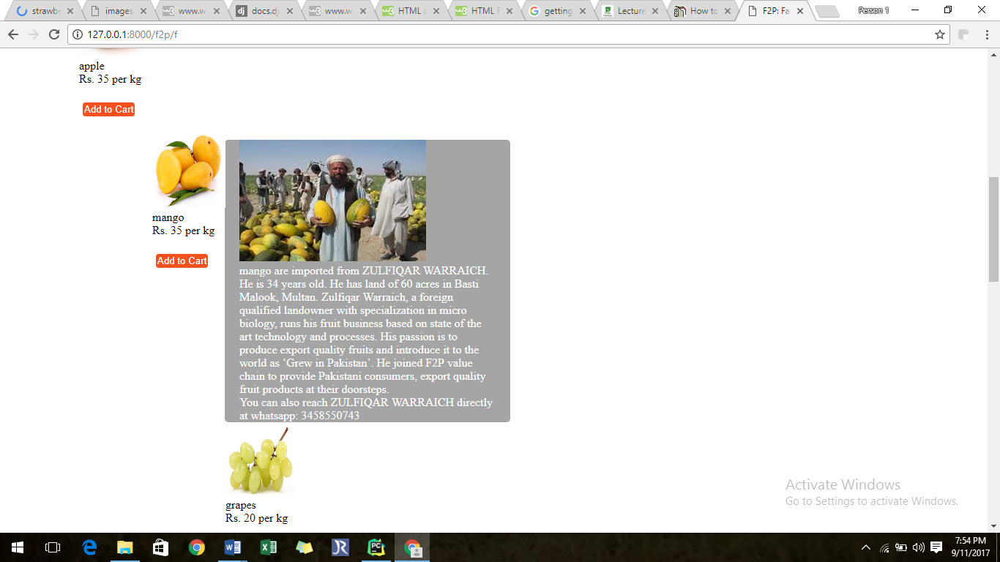 strawbe
images
www.w
docs.dj
www.w
HTML c
HTML F
getting
Lecture
How to
F2P: Fa
Person 1
127.0.0.1:8000/f2p/f
apple
Rs. 35 per kg
Add to Cart
mango
Rs. 35 per kg
Add to Cart
mango are imported from ZULFIQAR WARRAICH.
He is 34 years old. He has land of 60 acres in Basti
Malook, Multan. Zulfiqar Warraich, a foreign
qualified landowner with specialization in micro
biology, runs his fruit business based on state of the
art technology and processes. His passion is to
produce export quality fruits and introduce it to the
world as ‘Grew in Pakistan’. He joined F2P value
chain to provide Pakistani consumers, export quality
fruit products at their doorsteps.
You can also reach ZULFIQAR WARRAICH directly
at whatsapp: 3458550743
grapes
Rs. 20 per kg
Activate Windows
Go to Settings to activate Windows.
7:54 PM
9/11/2017